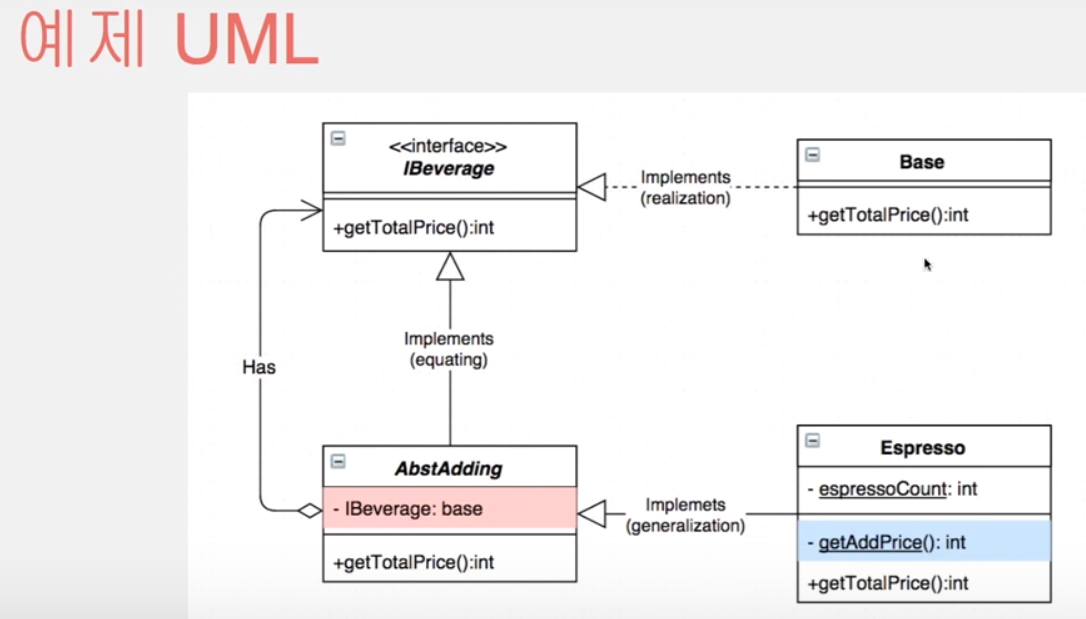 예제 UML
<<interface>>
IBeverage
+getTotalPrice():int
Implements
(realization)
Base
+getTotalPrice():int
Has
Implements
(equating)
AbstAdding
- IBeverage: base
+getTotalPrice():int
Implemets
(generalization)
Espresso
- espressoCount: int
- getAddPrice(): int
+getTotalPrice():int